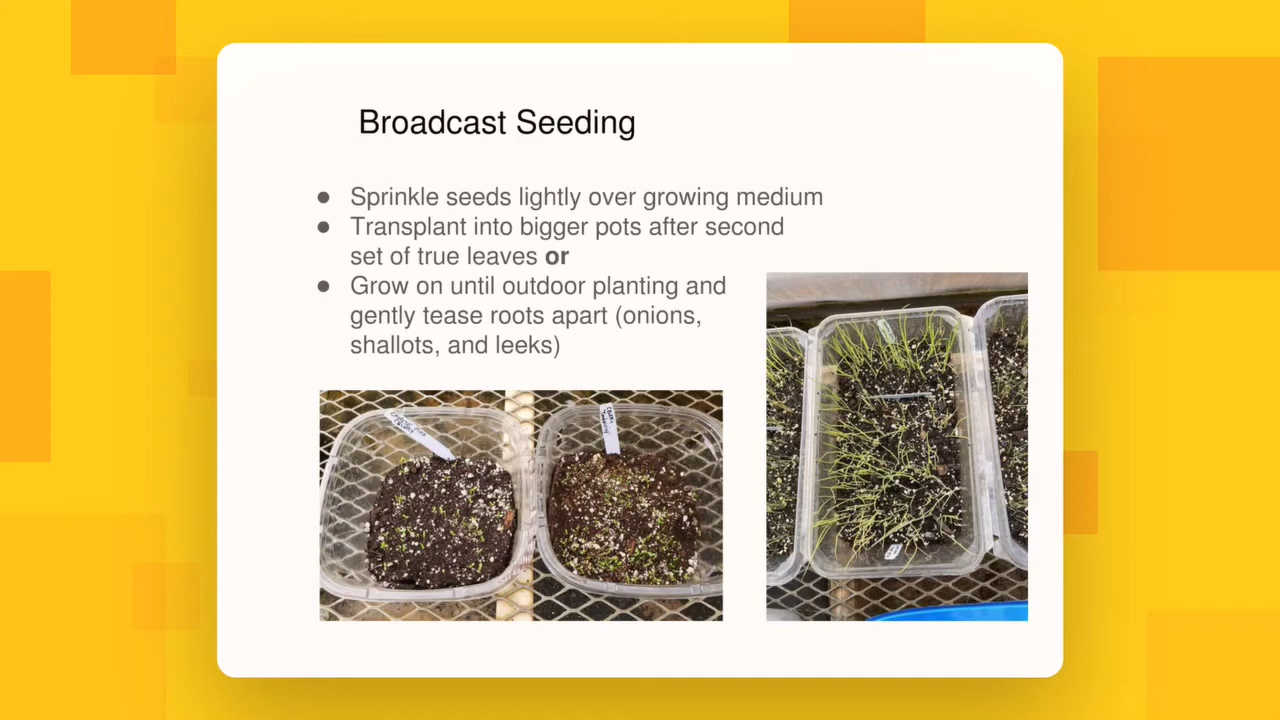 Broadcast Seeding
● Sprinkle seeds lightly over growing medium
● Transplant into bigger pots after second
set of true leaves or
● Grow on until outdoor planting and
gently tease roots apart (onions,
shallots, and leeks)